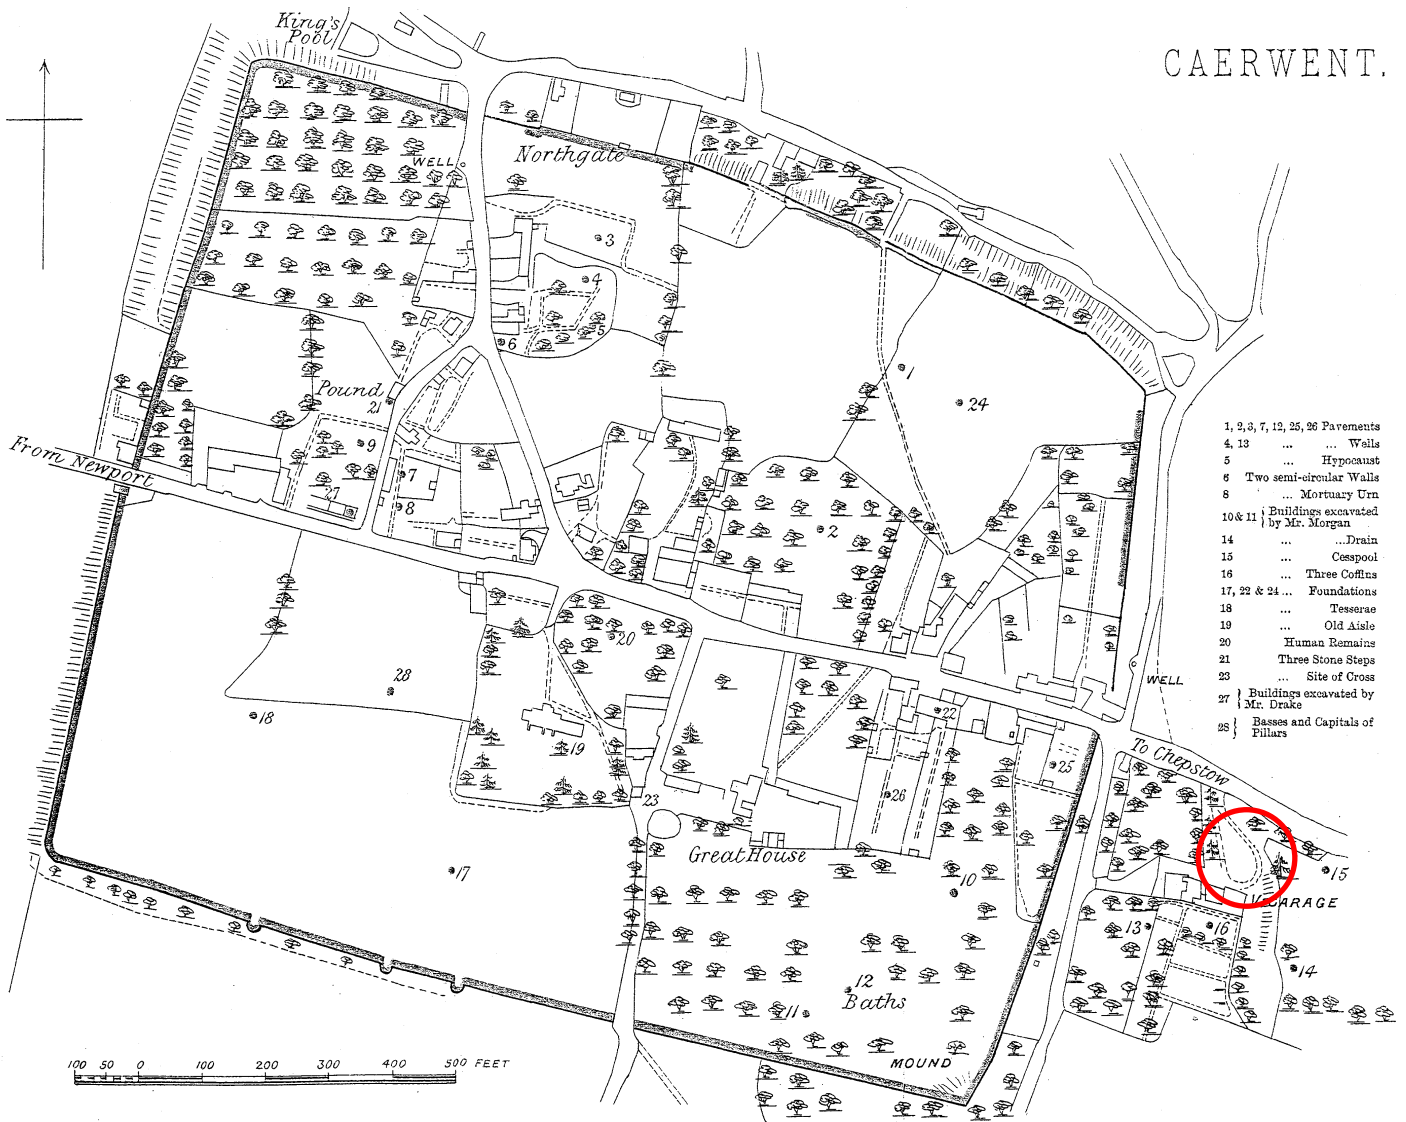 CAERWENT.
King's
Pool
Northgate
WELL
3
4
5
6
1
24
Pound
21
9
7
8
27
2
From Newport
1, 2, 3, 7, 12, 25, 26 Pavements
4, 13 ... ... Wells
5 ... Hypocaust
6 Two semi-circular Walls
8 ... Mortuary Urn
10 & 11 { Buildings excavated
by Mr. Morgan
14 ... ...Drain
15 ... Cesspool
16 ... Three Coffins
17, 22 & 24 ... Foundations
18 ... Tesserae
19 ... Old Aisle
20 Human Remains
21 Three Stone Steps
23 ... Site of Cross
27 } Buildings excavated by
Mr. Drake
28 } Basses and Capitals of
Pillars
20
28
18
19
22
WELL
To Chepstow
25
26
23
Great House
17
10
15
VICARAGE
13
16
14
12
Baths
11
MOUND
100 50 0 100 200 300 400 500 FEET